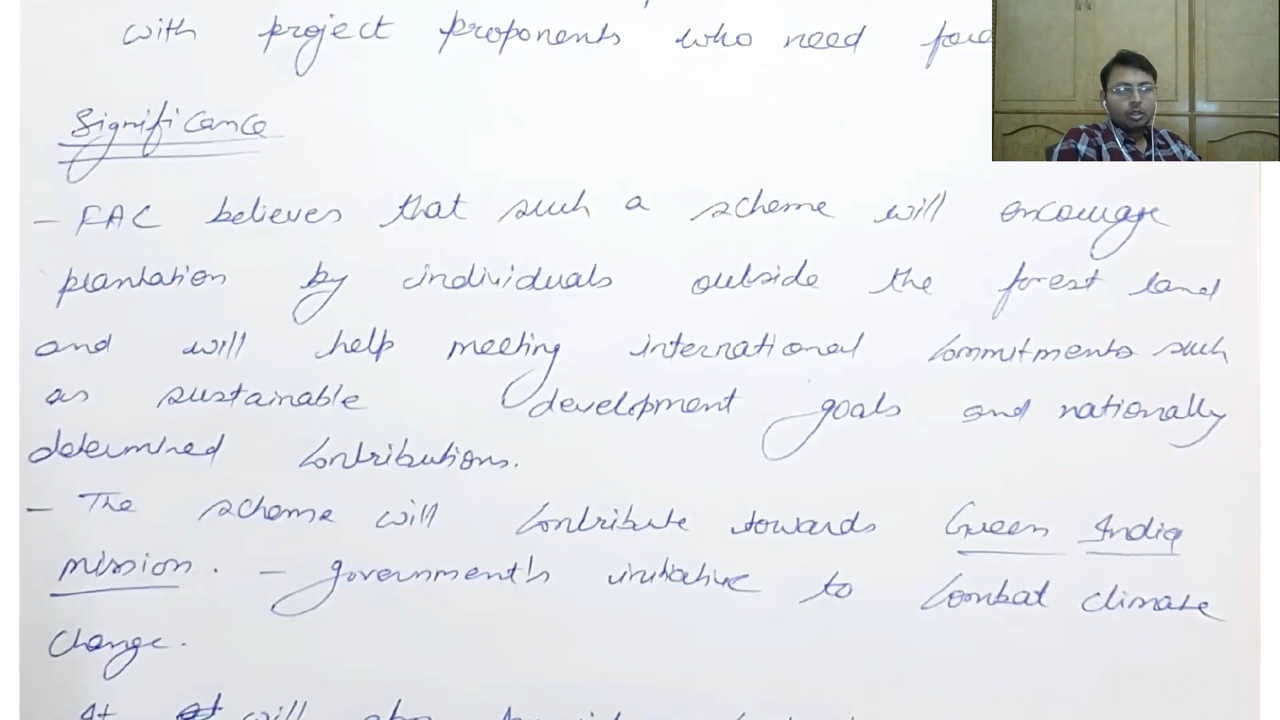 with project proponents who need
Significance
- FAC believes that such a scheme will encourage
plantation by individuals outside the forest land
and will help meeting international commitments such
as sustainable development goals and nationally
determined contributions.
- The scheme will contribute towards Green India
mission. - government's initiative to combat climate
change.
will also